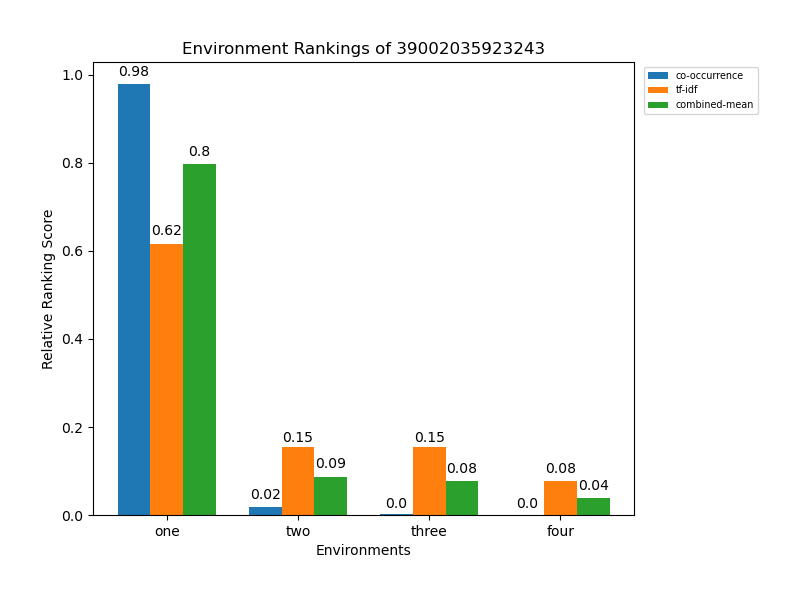 Environment Rankings of 39002035923243
co-occurrence
tf-idf
combined-mean
Relative Ranking Score
1.0
0.8
0.6
0.4
0.2
0.0
0.98
0.62
0.8
0.02
0.15
0.09
0.0
0.15
0.08
0.0
0.08
0.04
one two three four
Environments